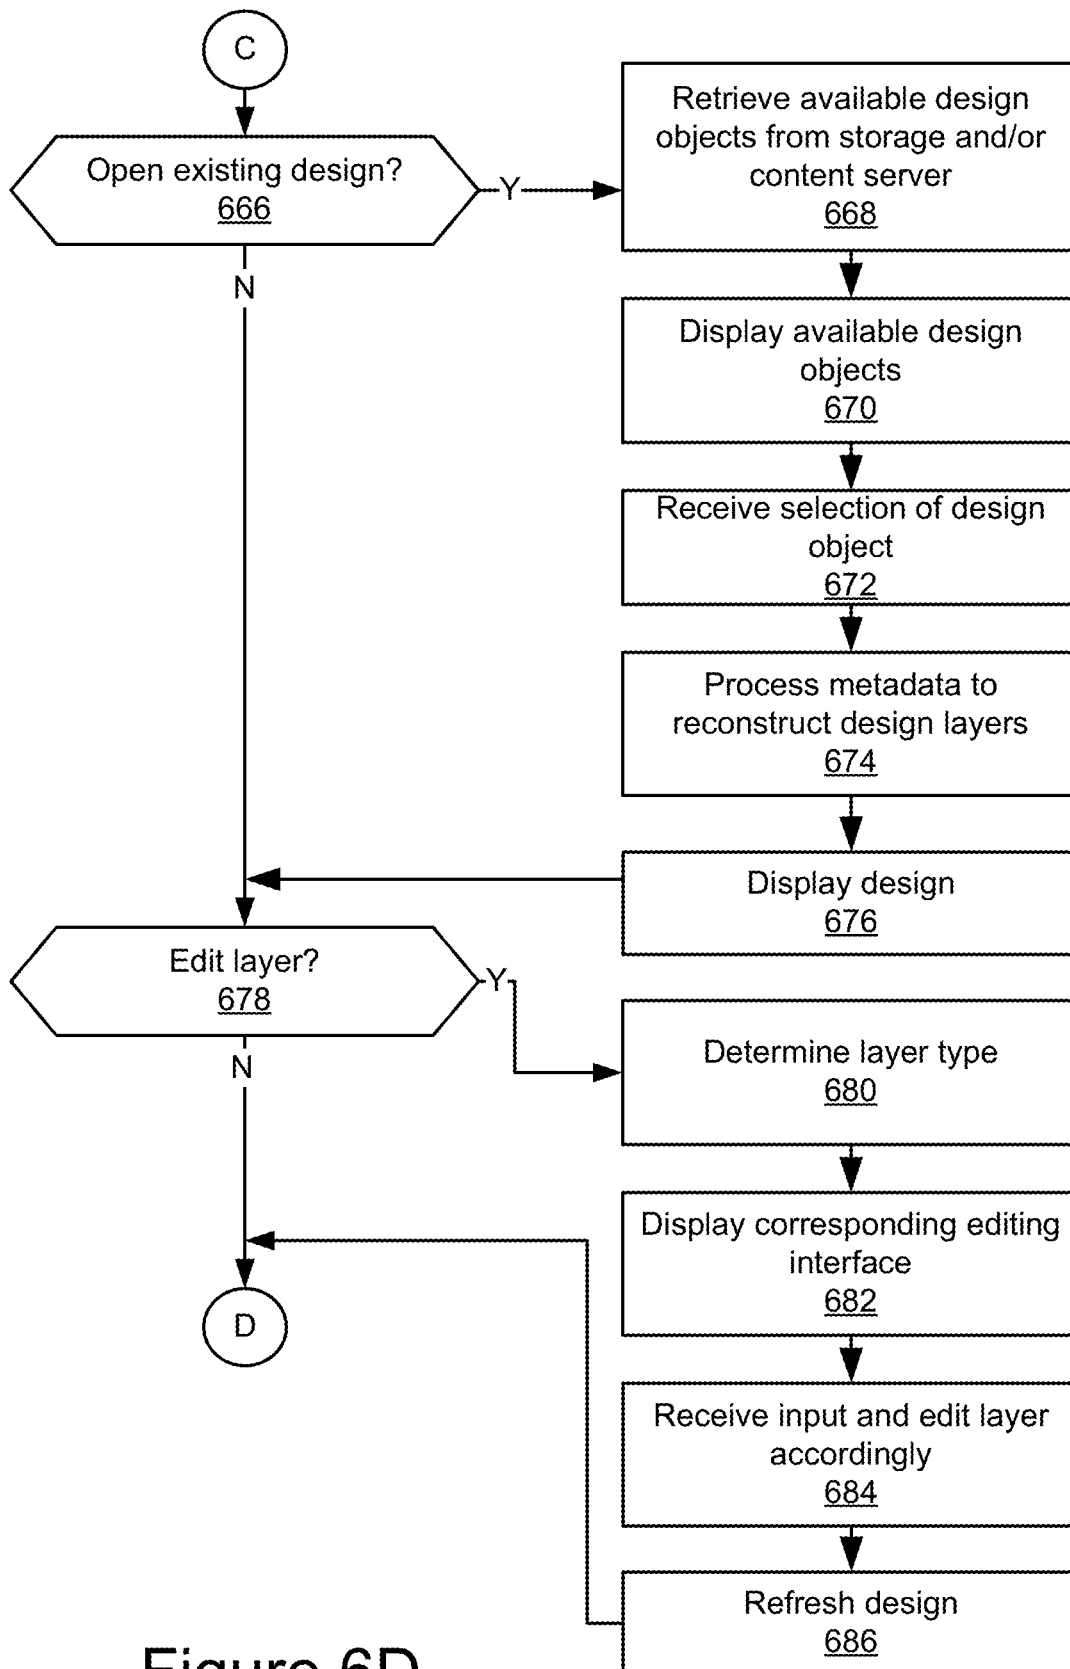 C
Open existing design?
666
Y
N
Retrieve available design
objects from storage and/or
content server
668
Display available design
objects
670
Receive selection of design
object
672
Process metadata to
reconstruct design layers
674
Display design
676
Edit layer?
678
Y
N
Determine layer type
680
Display corresponding editing
interface
682
Receive input and edit layer
accordingly
684
Refresh design
686
D
Figure 6D